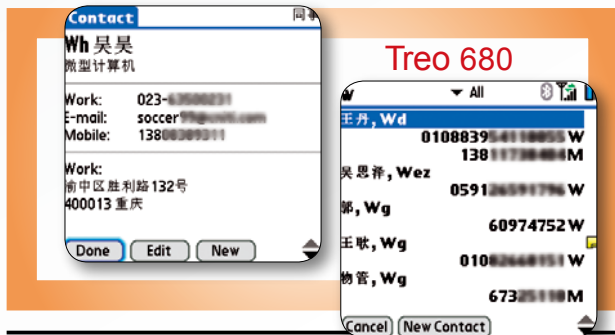 Contact
Wh 吴昊
微型计算机
Work: 023-
E-mail: soccer
Mobile: 138
Work:
渝中区胜利路132号
400013 重庆
Done Edit New
Treo 680
All
王丹, Wd
0108839 W
138 M
吴思泽, Wez
0591 W
郭, Wg
60974752 W
王耿, Wg
010 W
物管, Wg
673 M
Cancel New Contact